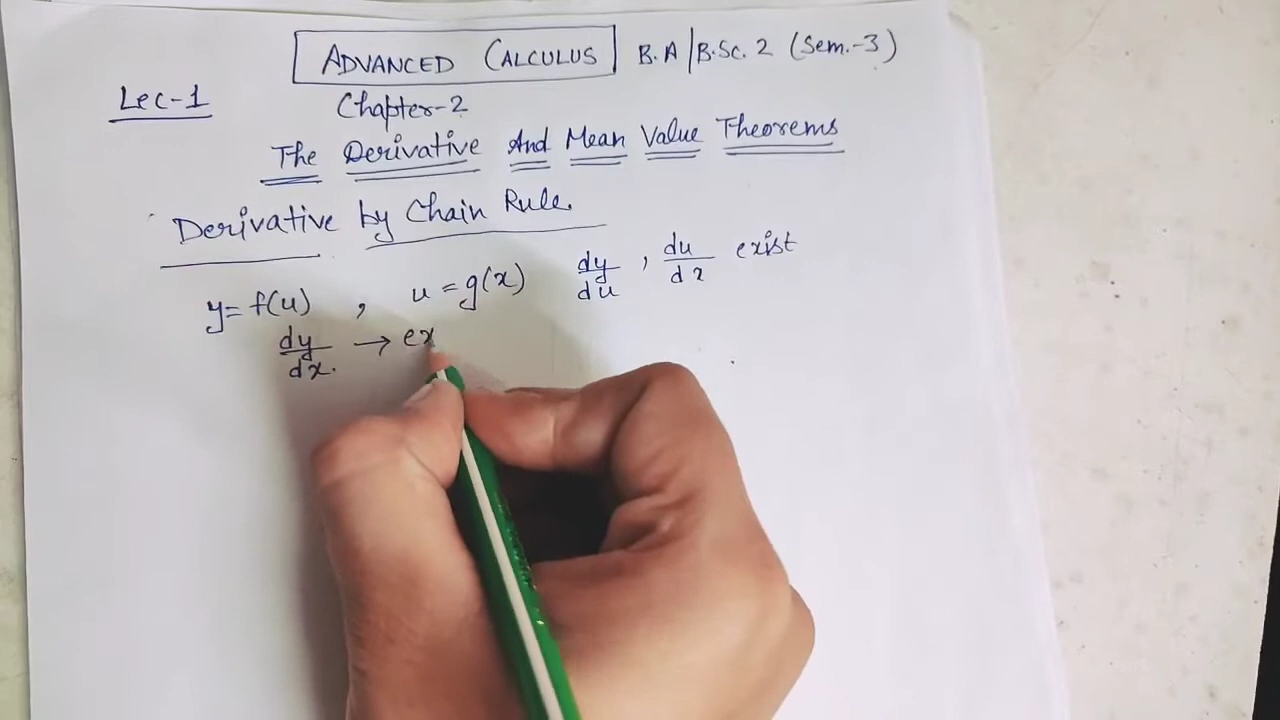 ADVANCED CALCULUS B.A/B.Sc. 2 (Sem.-3)
Lec-1
Chapter-2
The Derivative And Mean Value Theorems
Derivative by Chain Rule.
y=f(u) , u=g(x) dy/du , du/dx exist
dy/dx. → ex